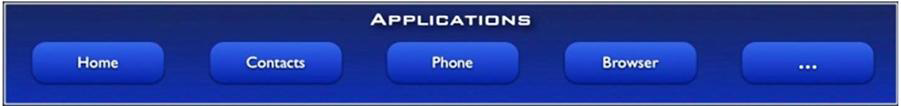 APPLICATIONS
Home Contacts Phone Browser ...